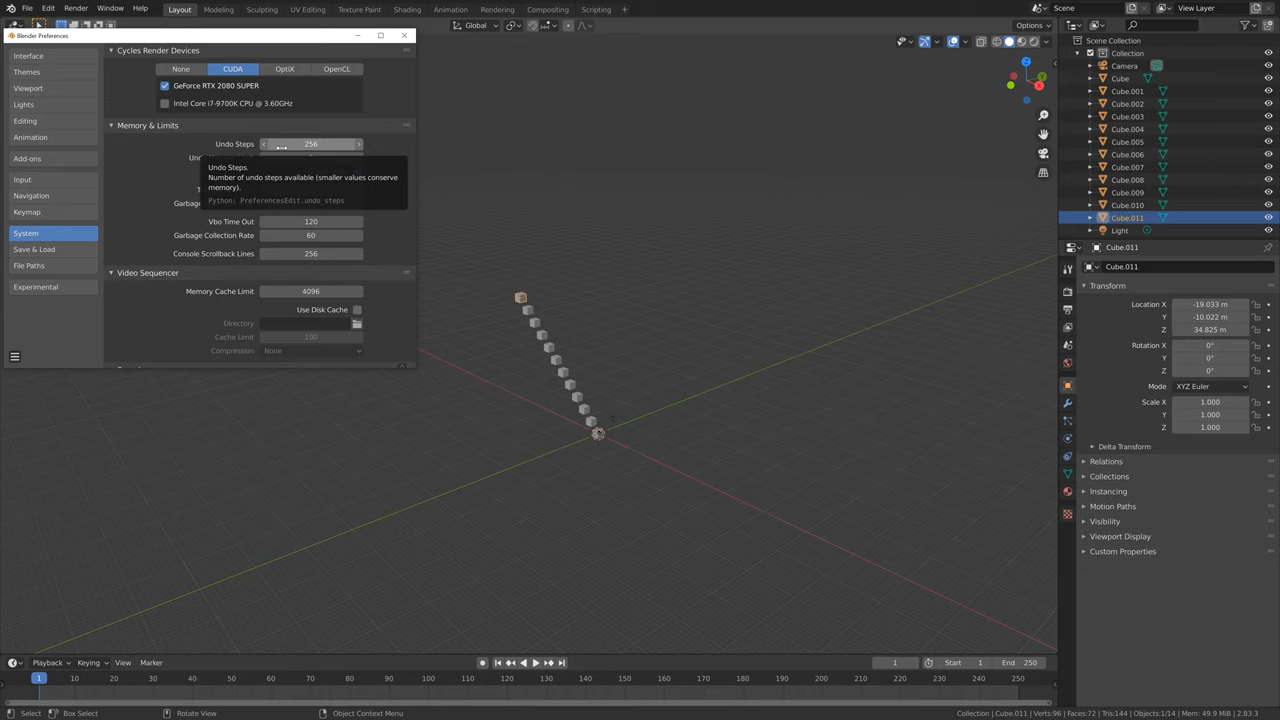 File Edit Render Window Help Layout Modeling Sculpting UV Editing Texture Paint Shading Animation Rendering Compositing Scripting + Scene View Layer
Global Options
Blender Preferences
Interface
Themes
Viewport
Lights
Editing
Animation
Add-ons
Input
Navigation
Keymap
System
Save & Load
File Paths
Experimental
Cycles Render Devices
None CUDA OptiX OpenCL
GeForce RTX 2080 SUPER
Intel Core i7-9700K CPU @ 3.60GHz
Memory & Limits
Undo Steps 256
Undo Steps.
Number of undo steps available (smaller values conserve
memory).
Python: PreferencesEdit.undo_steps
Vbo Time Out 120
Garbage Collection Rate 60
Console Scrollback Lines 256
Video Sequencer
Memory Cache Limit 4096
Use Disk Cache
Directory
Cache Limit 100
Compression None
Scene Collection
Collection
Camera
Cube
Cube.001
Cube.002
Cube.003
Cube.004
Cube.005
Cube.006
Cube.007
Cube.008
Cube.009
Cube.010
Cube.011
Light
Cube.011
Cube.011
Transform
Location X -19.033 m
Y -10.022 m
Z 34.825 m
Rotation X 0°
Y 0°
Z 0°
Mode XYZ Euler
Scale X 1.000
Y 1.000
Z 1.000
Delta Transform
Relations
Collections
Instancing
Motion Paths
Visibility
Viewport Display
Custom Properties
Playback Keying View Marker 1 Start 1 End 250
1 10 20 30 40 50 60 70 80 90 100 110 120 130 140 150 160 170 180 190 200 210 220 230 240 250
Select Box Select Rotate View Object Context Menu Collection | Cube.011 | Verts:96 | Faces:72 | Tris:144 | Objects:1/14 | Mem: 49.9 MiB | 2.83.3